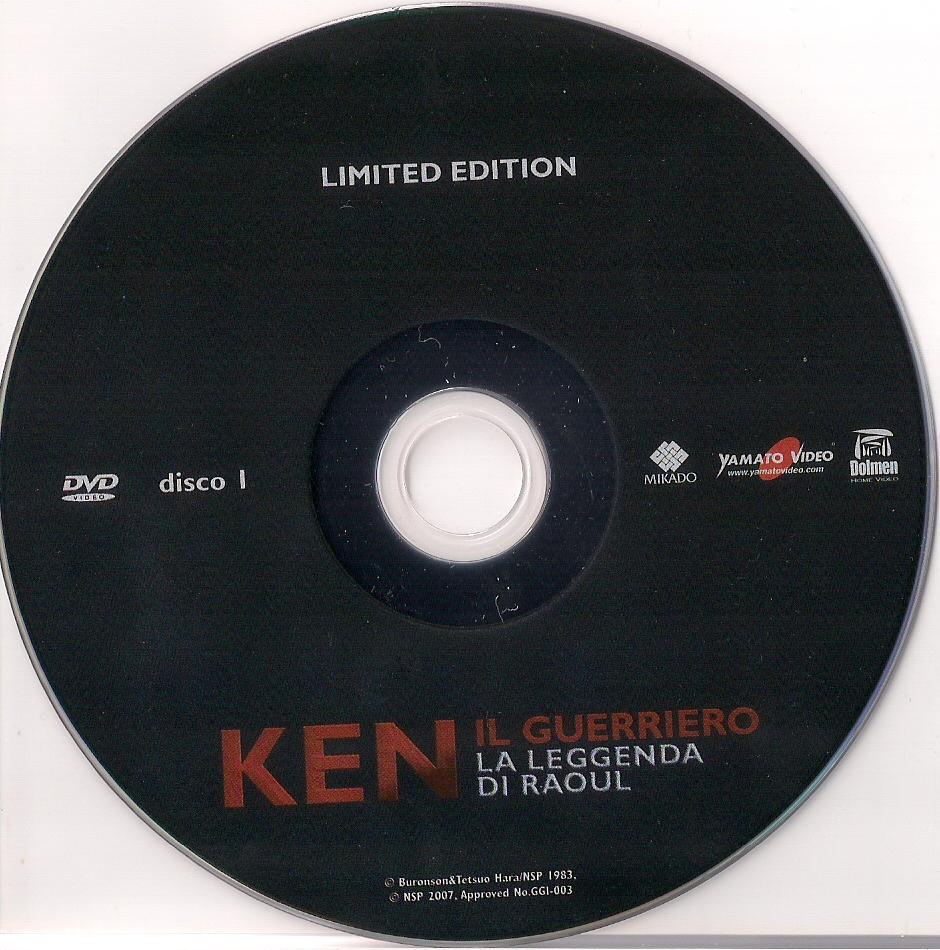 LIMITED EDITION
DVD
VIDEO
disco 1
MIKADO
YAMATO VIDEO
www.yamatovideo.com
Dolmen
HOME VIDEO
KEN IL GUERRIERO
LA LEGGENDA
DI RAOUL
© Buronson&Tetsuo Hara/NSP 1983,
© NSP 2007, Approved No.GGI-003